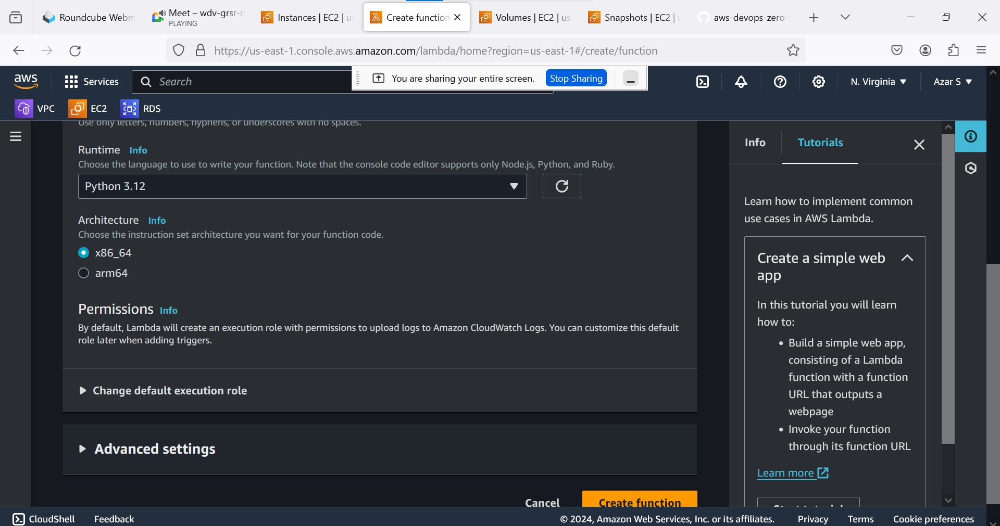 Roundcube Webm
Meet – wdv-grsr-n
PLAYING
Instances | EC2 | us
Create function
Volumes | EC2 | us
Snapshots | EC2 | u
aws-devops-zero-t
https://us-east-1.console.aws.amazon.com/lambda/home?region=us-east-1#/create/function
aws
Services
Search
You are sharing your entire screen.
Stop Sharing
N. Virginia
Azar S
VPC
EC2
RDS
Use only letters, numbers, hyphens, or underscores with no spaces.
Runtime Info
Choose the language to use to write your function. Note that the console code editor supports only Node.js, Python, and Ruby.
Python 3.12
Architecture Info
Choose the instruction set architecture you want for your function code.
x86_64
arm64
Permissions Info
By default, Lambda will create an execution role with permissions to upload logs to Amazon CloudWatch Logs. You can customize this default
role later when adding triggers.
Change default execution role
Advanced settings
Cancel
Create function
Info
Tutorials
Learn how to implement common
use cases in AWS Lambda.
Create a simple web
app
In this tutorial you will learn
how to:
• Build a simple web app,
consisting of a Lambda
function with a function
URL that outputs a
webpage
• Invoke your function
through its function URL
Learn more
Start tutorial
CloudShell
Feedback
© 2024, Amazon Web Services, Inc. or its affiliates.
Privacy
Terms
Cookie preferences